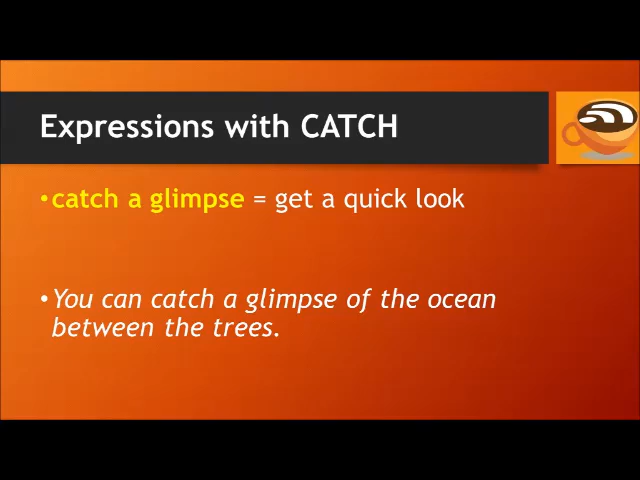 Expressions with CATCH
•catch a glimpse = get a quick look
•You can catch a glimpse of the ocean
between the trees.